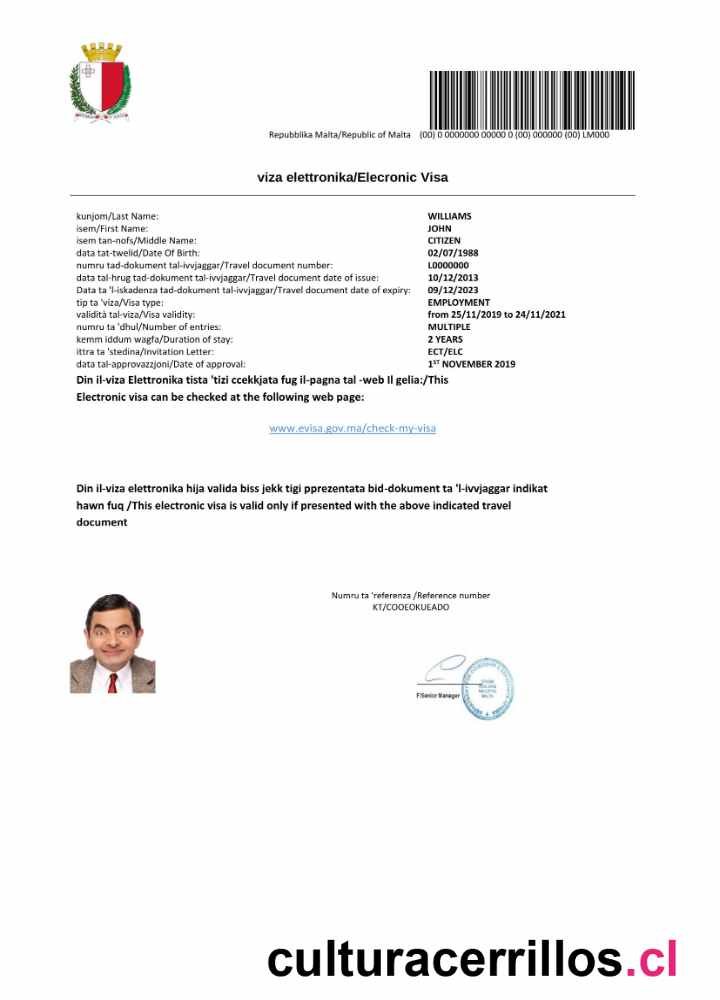 Repubblika Malta/Republic of Malta (00) 0 0000000 00000 0 (00) 000000 (00) LM000
viza elettronika/Elecronic Visa
kunjom/Last Name: WILLIAMS
isem/First Name: JOHN
isem tan-nofs/Middle Name: CITIZEN
data tat-twelid/Date Of Birth: 02/07/1988
numru tad-dokument tal-ivvjaggar/Travel document number: L0000000
data tal-hrug tad-dokument tal-ivvjaggar/Travel document date of issue: 10/12/2013
Data ta 'l-iskadenza tad-dokument tal-ivvjaggar/Travel document date of expiry: 09/12/2023
tip ta 'viza/Visa type: EMPLOYMENT
validità tal-viza/Visa validity: from 25/11/2019 to 24/11/2021
numru ta 'dhul/Number of entries: MULTIPLE
kemm iddum wagfa/Duration of stay: 2 YEARS
ittra ta 'stedina/Invitation Letter: ECT/ELC
data tal-approvazzjoni/Date of approval: 1ST NOVEMBER 2019
Din il-viza Elettronika tista 'tizi ccekkjata fug il-pagna tal -web Il gelia:/This
Electronic visa can be checked at the following web page:
www.evisa.gov.ma/check-my-visa
Din il-viza elettronika hija valida biss jekk tigi pprezentata bid-dokument ta 'l-ivvjaggar indikat
hawn fuq /This electronic visa is valid only if presented with the above indicated travel
document
Numru ta 'referenza /Reference number
KT/COOEOKUEADO
F/Senior Manager
culturacerrillos.cl